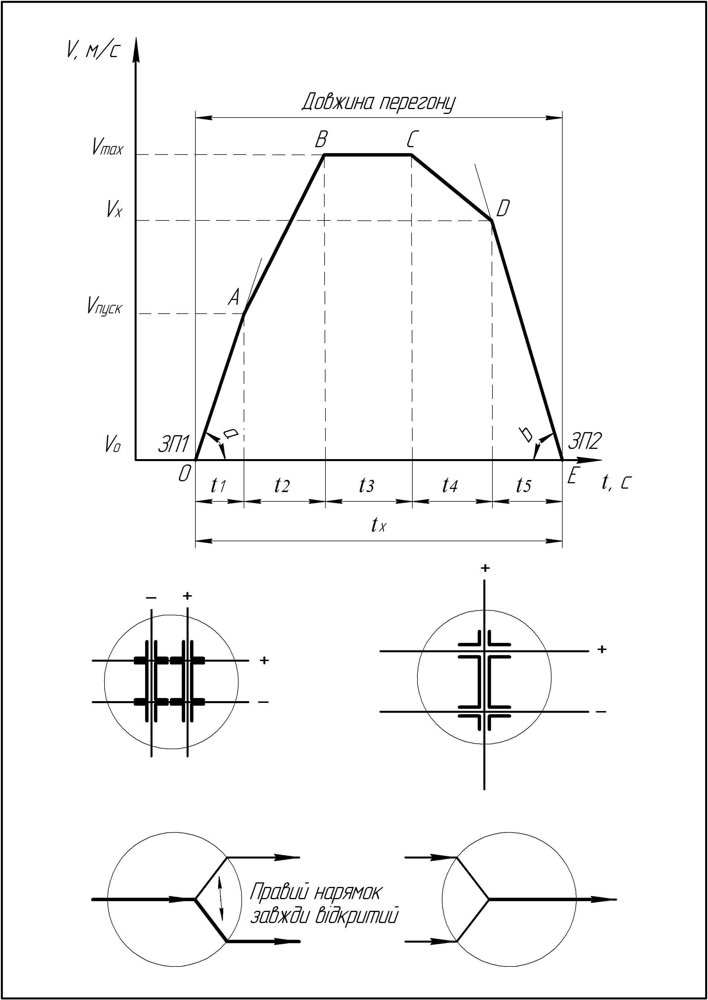 V, м/с
Довжина перегону
B
C
Vmax
Vx
D
A
Vпуск
a
b
Vo
ЗП1
ЗП2
O
E
t, c
t1
t2
t3
t4
t5
tx
+
− +
+
+
−
−
Правий нарямок
завжди відкритий